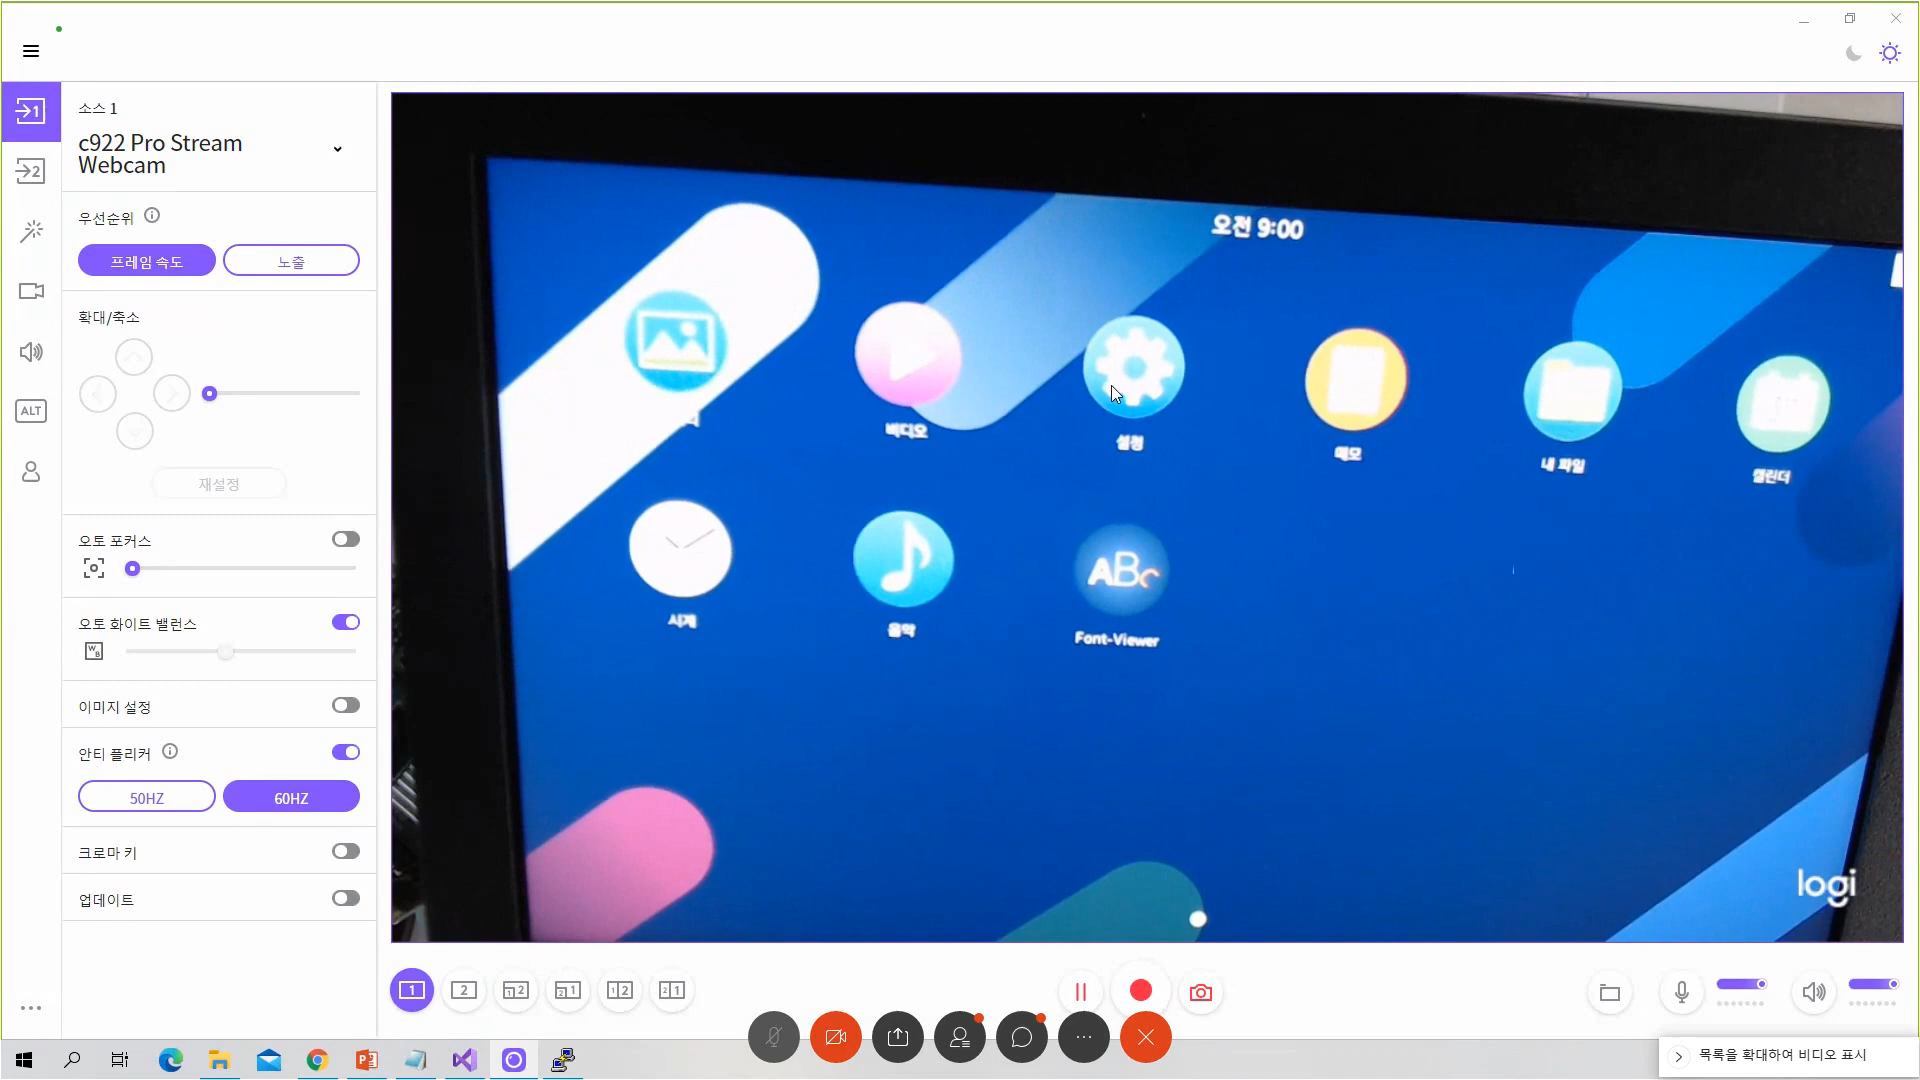 소스 1
c922 Pro Stream
Webcam
우선순위
프레임 속도
노출
확대/축소
재설정
오토 포커스
오토 화이트 밸런스
이미지 설정
안티 플리커
50HZ
60HZ
크로마 키
업데이트
ALT
오전 9:00
비디오
설정
메모
내 파일
캘린더
시계
음악
ABc
Font-Viewer
logi
목록을 확대하여 비디오 표시